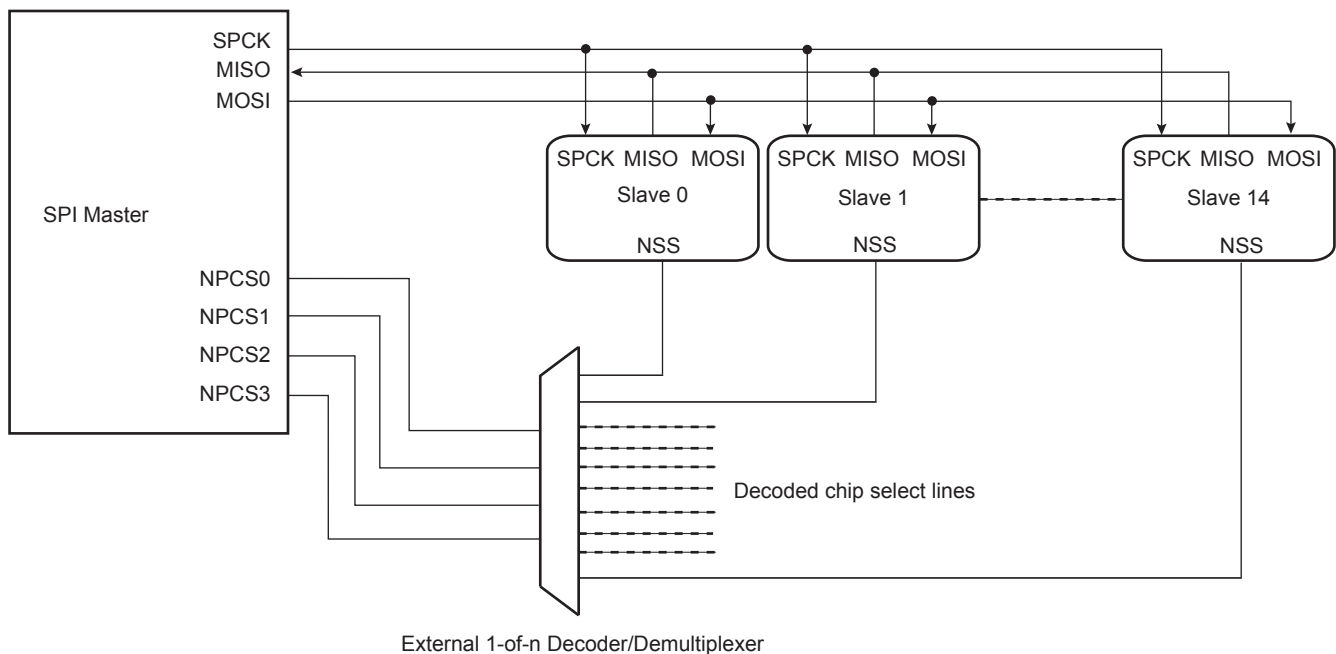 SPCK
MISO
MOSI
SPI Master
NPCS0
NPCS1
NPCS2
NPCS3
SPCK MISO MOSI
Slave 0
NSS
SPCK MISO MOSI
Slave 1
NSS
SPCK MISO MOSI
Slave 14
NSS
Decoded chip select lines
External 1-of-n Decoder/Demultiplexer